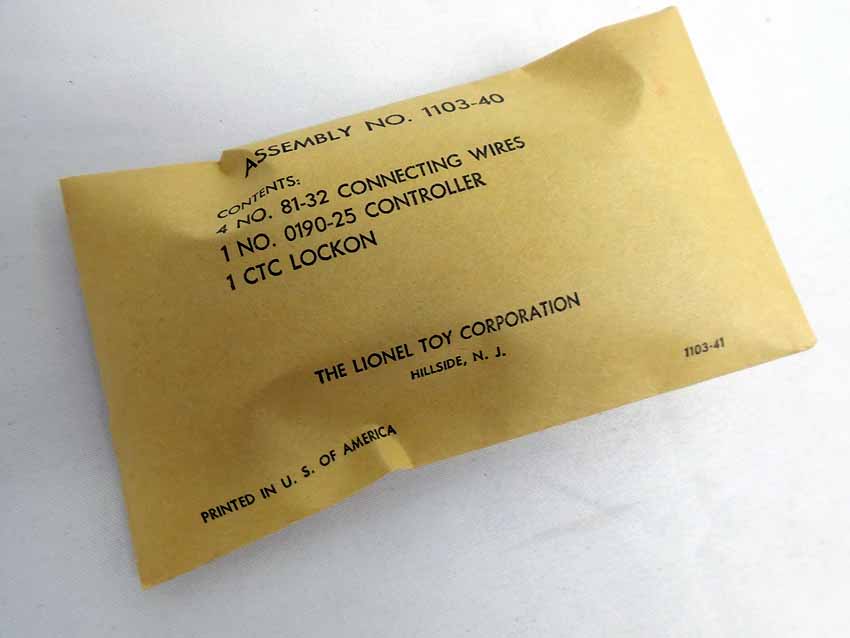 ASSEMBLY NO. 1103-40
CONTENTS:
4 NO. 81-32 CONNECTING WIRES
1 NO. 0190-25 CONTROLLER
1 CTC LOCKON
THE LIONEL TOY CORPORATION
HILLSIDE, N. J.
1103-41
PRINTED IN U. S. OF AMERICA